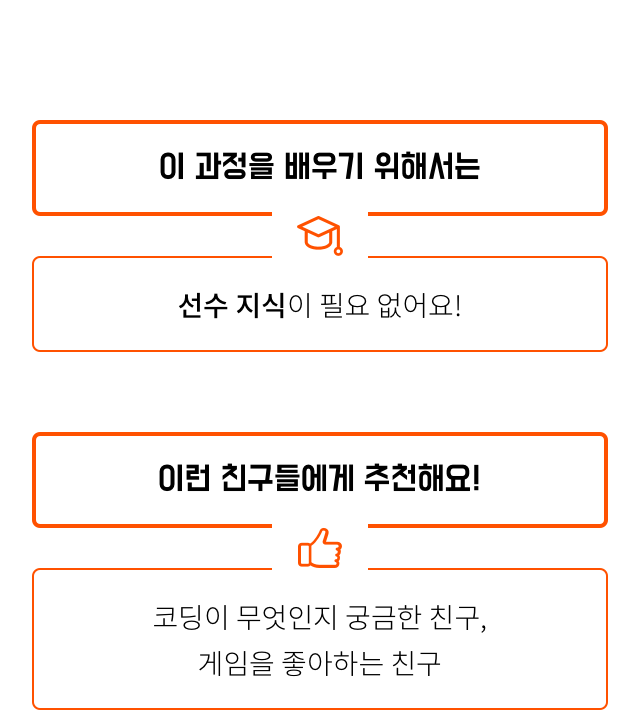 이 과정을 배우기 위해서는
선수 지식이 필요 없어요!
이런 친구들에게 추천해요!
코딩이 무엇인지 궁금한 친구,
게임을 좋아하는 친구